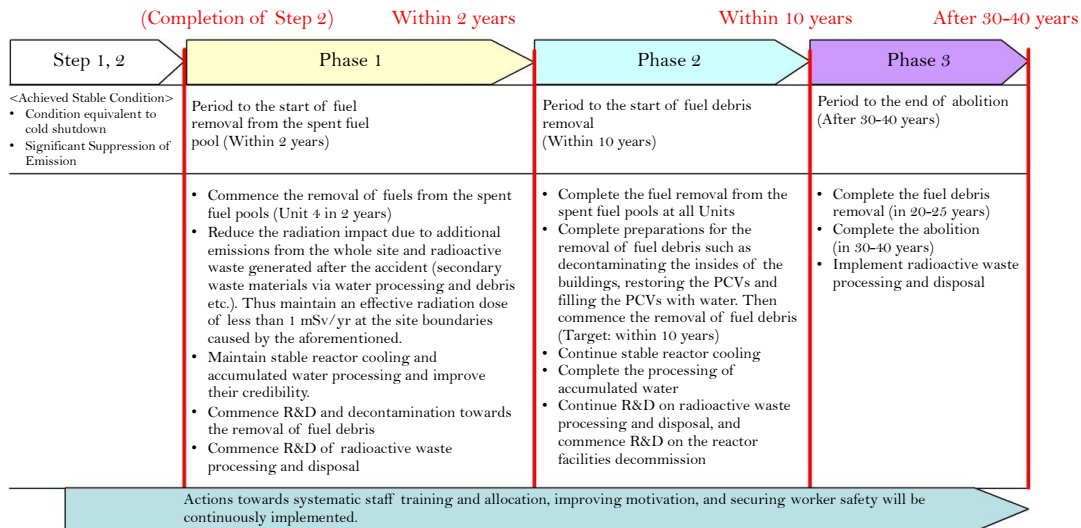 (Completion of Step 2)
Within 2 years
Within 10 years
After 30-40 years
Step 1, 2
Phase 1
Phase 2
Phase 3
<Achieved Stable Condition>
• Condition equivalent to
cold shutdown
• Significant Suppression of
Emission
Period to the start of fuel
removal from the spent fuel
pool (Within 2 years)
Period to the start of fuel debris
removal
(Within 10 years)
Period to the end of abolition
(After 30-40 years)
• Commence the removal of fuels from the spent
fuel pools (Unit 4 in 2 years)
• Reduce the radiation impact due to additional
emissions from the whole site and radioactive
waste generated after the accident (secondary
waste materials via water processing and debris
etc.). Thus maintain an effective radiation dose
of less than 1 mSv/yr at the site boundaries
caused by the aforementioned.
• Maintain stable reactor cooling and
accumulated water processing and improve
their credibility.
• Commence R&D and decontamination towards
the removal of fuel debris
• Commence R&D of radioactive waste
processing and disposal
• Complete the fuel removal from the
spent fuel pools at all Units
• Complete preparations for the
removal of fuel debris such as
decontaminating the insides of the
buildings, restoring the PCVs and
filling the PCVs with water. Then
commence the removal of fuel debris
(Target: within 10 years)
• Continue stable reactor cooling
• Complete the processing of
accumulated water
• Continue R&D on radioactive waste
processing and disposal, and
commence R&D on the reactor
facilities decommission
• Complete the fuel debris
removal (in 20-25 years)
• Complete the abolition
(in 30-40 years)
• Implement radioactive waste
processing and disposal
Actions towards systematic staff training and allocation, improving motivation, and securing worker safety will be
continuously implemented.